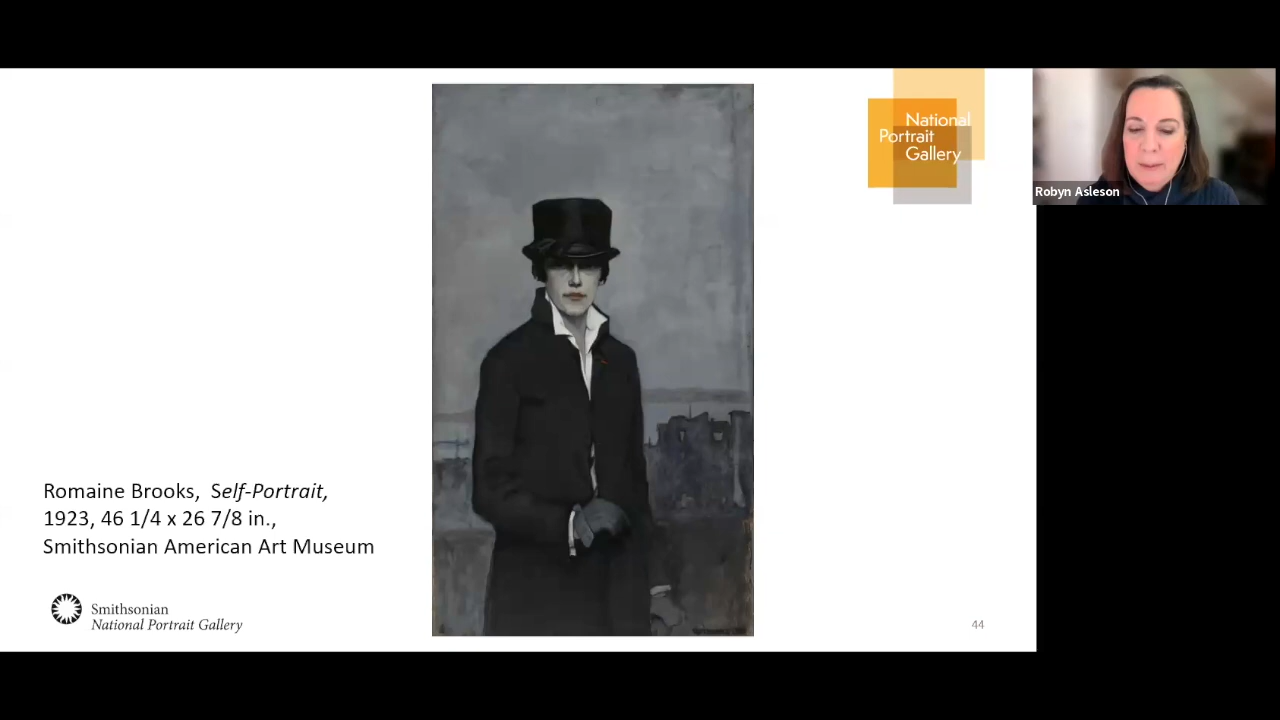 National
Portrait
Gallery
Robyn Asleson
Romaine Brooks, Self-Portrait,
1923, 46 1/4 x 26 7/8 in.,
Smithsonian American Art Museum
Smithsonian
National Portrait Gallery
44